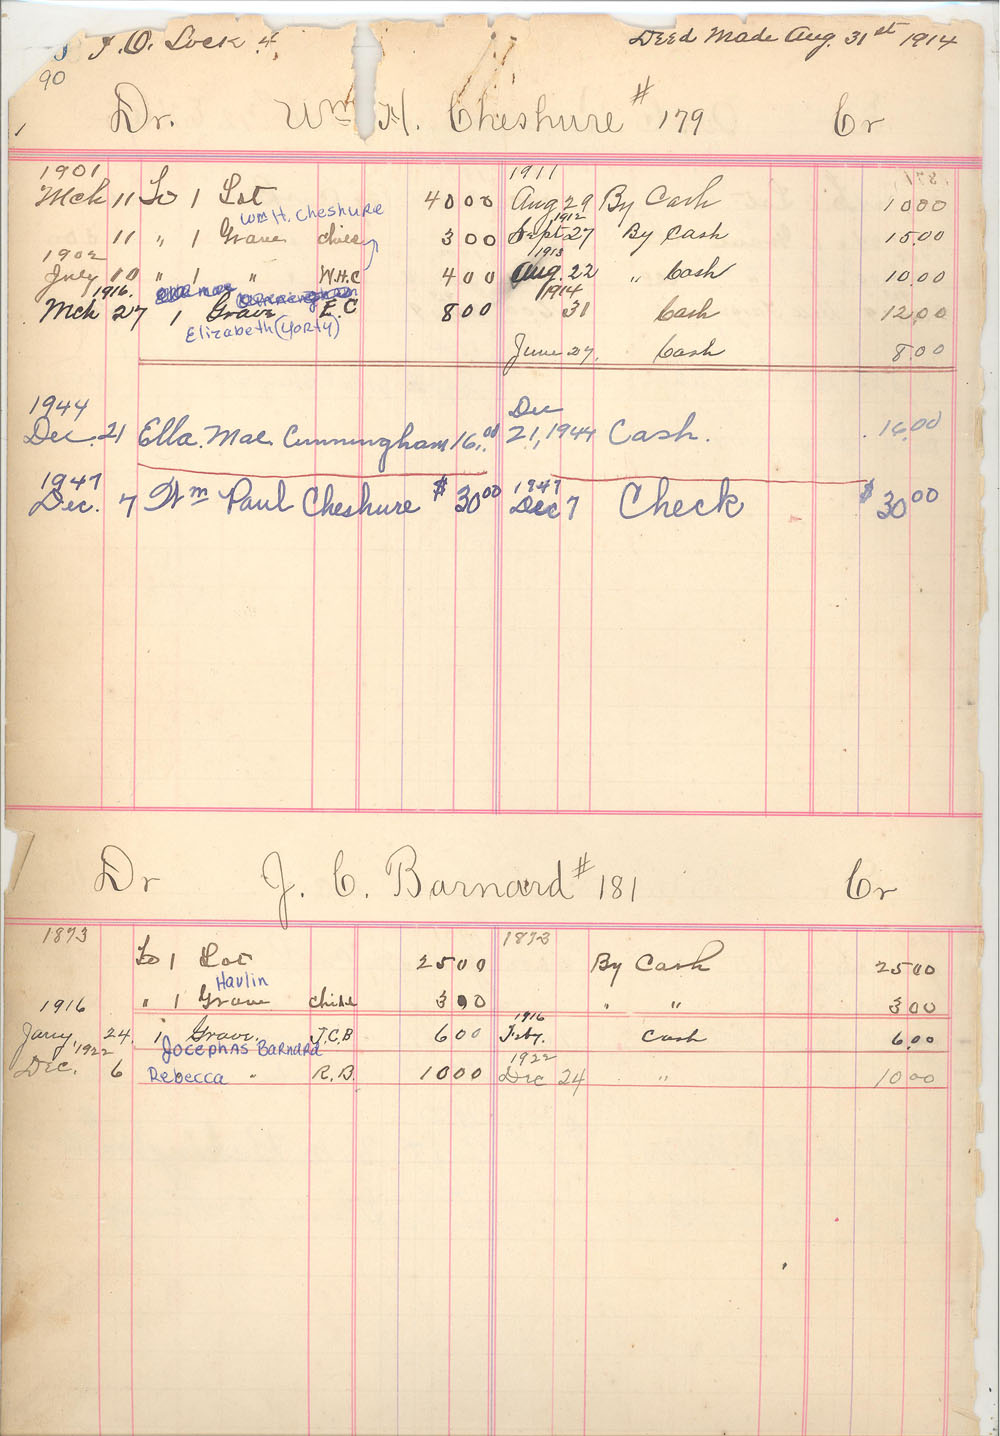 J. O. Lock 4, Deed Made Aug. 31st 1914
90
1 Dr. Wm H. Cheshure # 179 Cr
1901 1911
Mch 11 To 1 Lot 40 00 Aug 29 By Cash 10 00
Wm H. Cheshure 1912
11 " 1 Grave child 3 00 Sept 27 By Cash 15.00
1902 1913
July 10 " 1 " W.H.C 4 00 Aug. 22 " Cash 10.00
1916. 1914
Mch 27 1 Grave E.C 8 00 31 Cash 12.00
Elizabeth (Yorty)
June 27. Cash 8.00
1944 Dec
Dec. 21 Ella. Mae. Cunningham 16.00 21, 1944 Cash. 16.00
1947 1947
Dec. 7 Wm Paul Cheshure $ 30 00 Dec 7 Check $ 30 00
Dr J. C. Barnard # 181 Cr
1873 1873
To 1 Lot 25 00 By Cash 25 00
Havlin
" 1 Grave child 3 00 " " 3 00
1916 1916
Jany. 24. 1 Grave. J.C.B 6 00 Feby. Cash 6.00
Jocephas Barnard
1922 1922
Dec. 6 Rebecca " R.B. 10 00 Dec 24 " 10 00